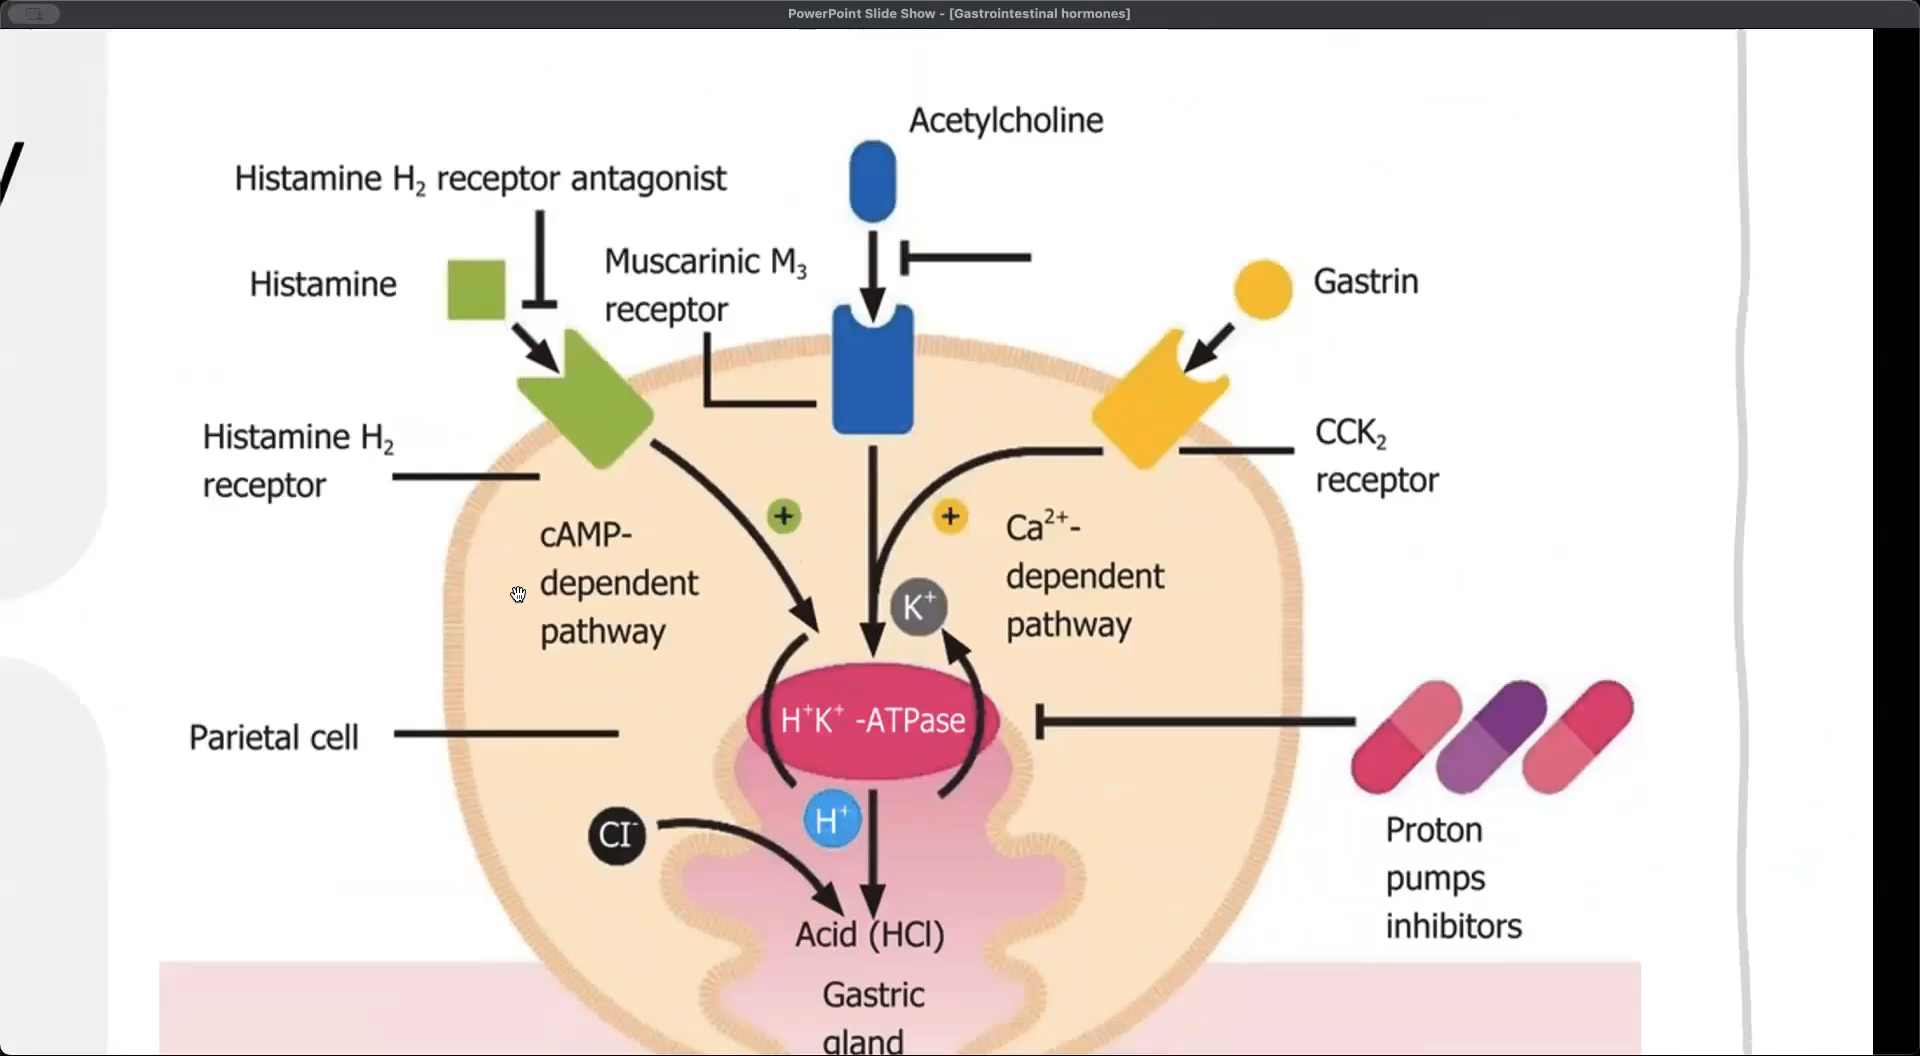 PowerPoint Slide Show - [Gastrointestinal hormones]
Acetylcholine
Histamine H₂ receptor antagonist
Histamine
Muscarinic M₃
receptor
Gastrin
Histamine H₂
receptor
CCK₂
receptor
+
+
cAMP-
dependent
pathway
Ca²⁺-
dependent
pathway
K⁺
H⁺K⁺ -ATPase
Parietal cell
H⁺
Cl⁻
Proton
pumps
inhibitors
Acid (HCl)
Gastric
gland